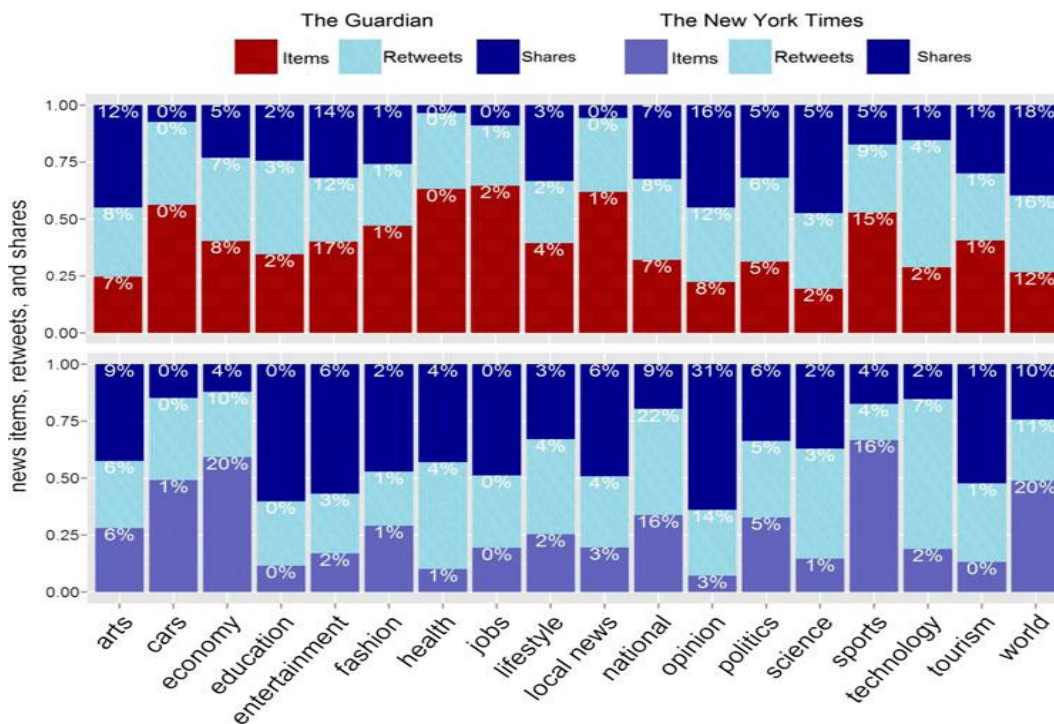 The Guardian The New York Times
Items Retweets Shares Items Retweets Shares
news items, retweets, and shares
1.00
0.75
0.50
0.25
0.00
12% 0% 5% 2% 14% 1% 0% 0% 3% 0% 7% 16% 5% 5% 5% 1% 1% 18%
8% 0% 7% 3% 12% 1% 0% 1% 2% 0% 8% 12% 6% 3% 9% 4% 1% 16%
7% 0% 8% 2% 17% 1% 0% 2% 4% 1% 7% 8% 5% 2% 15% 2% 1% 12%
1.00
0.75
0.50
0.25
0.00
9% 0% 4% 0% 6% 2% 4% 0% 3% 6% 9% 31% 6% 2% 4% 2% 1% 10%
6% 0% 10% 0% 3% 1% 4% 0% 4% 4% 22% 14% 5% 3% 4% 7% 1% 11%
6% 1% 20% 0% 2% 1% 1% 0% 2% 3% 16% 3% 5% 1% 16% 2% 0% 20%
arts
cars
economy
education
entertainment
fashion
health
jobs
lifestyle
local news
national
opinion
politics
science
sports
technology
tourism
world